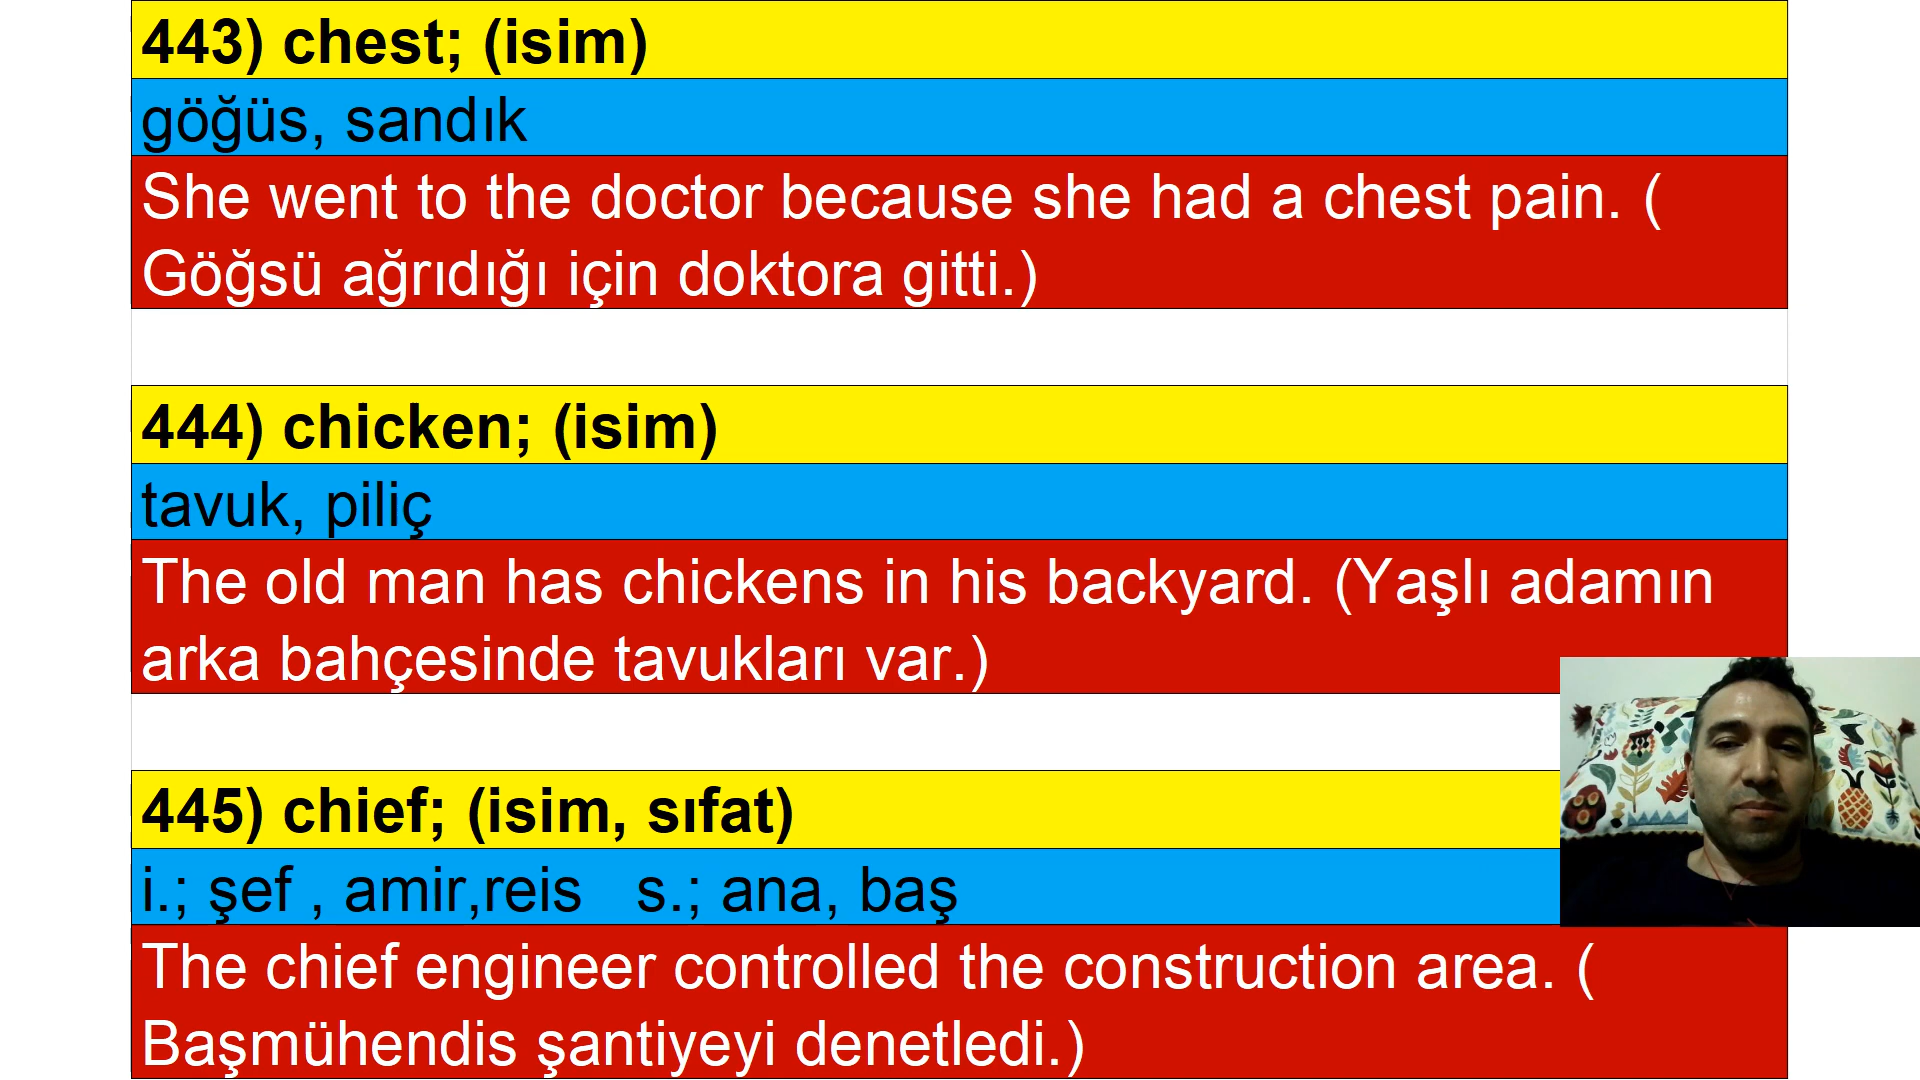 443) chest; (isim)
göğüs, sandık
She went to the doctor because she had a chest pain. (
Göğsü ağrıdığı için doktora gitti.)
444) chicken; (isim)
tavuk, piliç
The old man has chickens in his backyard. (Yaşlı adamın
arka bahçesinde tavukları var.)
445) chief; (isim, sıfat)
i.; şef , amir,reis   s.; ana, baş
The chief engineer controlled the construction area. (
Başmühendis şantiyeyi denetledi.)